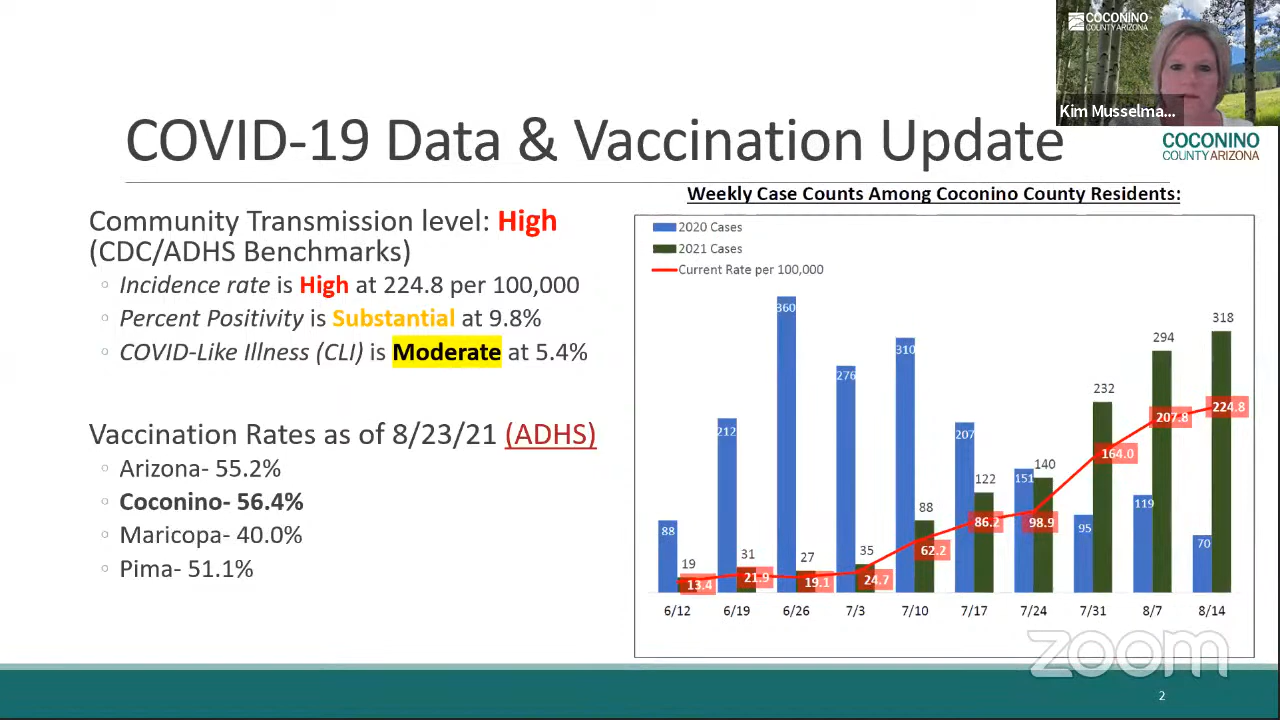 COCONINO
COUNTY ARIZONA
Kim Musselma...
COVID-19 Data & Vaccination Update
COCONINO
COUNTY ARIZONA
Community Transmission level: High
(CDC/ADHS Benchmarks)
Incidence rate is High at 224.8 per 100,000
Percent Positivity is Substantial at 9.8%
COVID-Like Illness (CLI) is Moderate at 5.4%
Vaccination Rates as of 8/23/21 (ADHS)
Arizona- 55.2%
Coconino- 56.4%
Maricopa- 40.0%
Pima- 51.1%
Weekly Case Counts Among Coconino County Residents:
2020 Cases
2021 Cases
Current Rate per 100,000
88 212 360 276 310 207 151 95 119 70
19 31 27 35 88 122 140 232 294 318
13.4 21.9 19.1 24.7 62.2 86.2 98.9 164.0 207.8 224.8
6/12 6/19 6/26 7/3 7/10 7/17 7/24 7/31 8/7 8/14
zoom
2